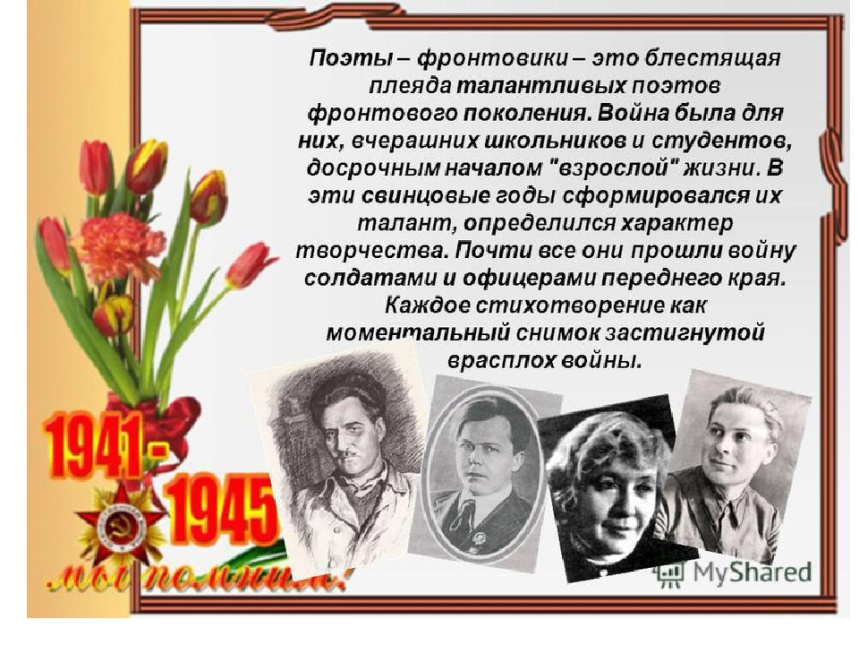 Поэты – фронтовики – это блестящая
плеяда талантливых поэтов
фронтового поколения. Война была для
них, вчерашних школьников и студентов,
досрочным началом "взрослой" жизни. В
эти свинцовые годы сформировался их
талант, определился характер
творчества. Почти все они прошли войну
солдатами и офицерами переднего края.
Каждое стихотворение как
моментальный снимок застигнутой
врасплох войны.
1941 -
1945
мы помним!
MyShared